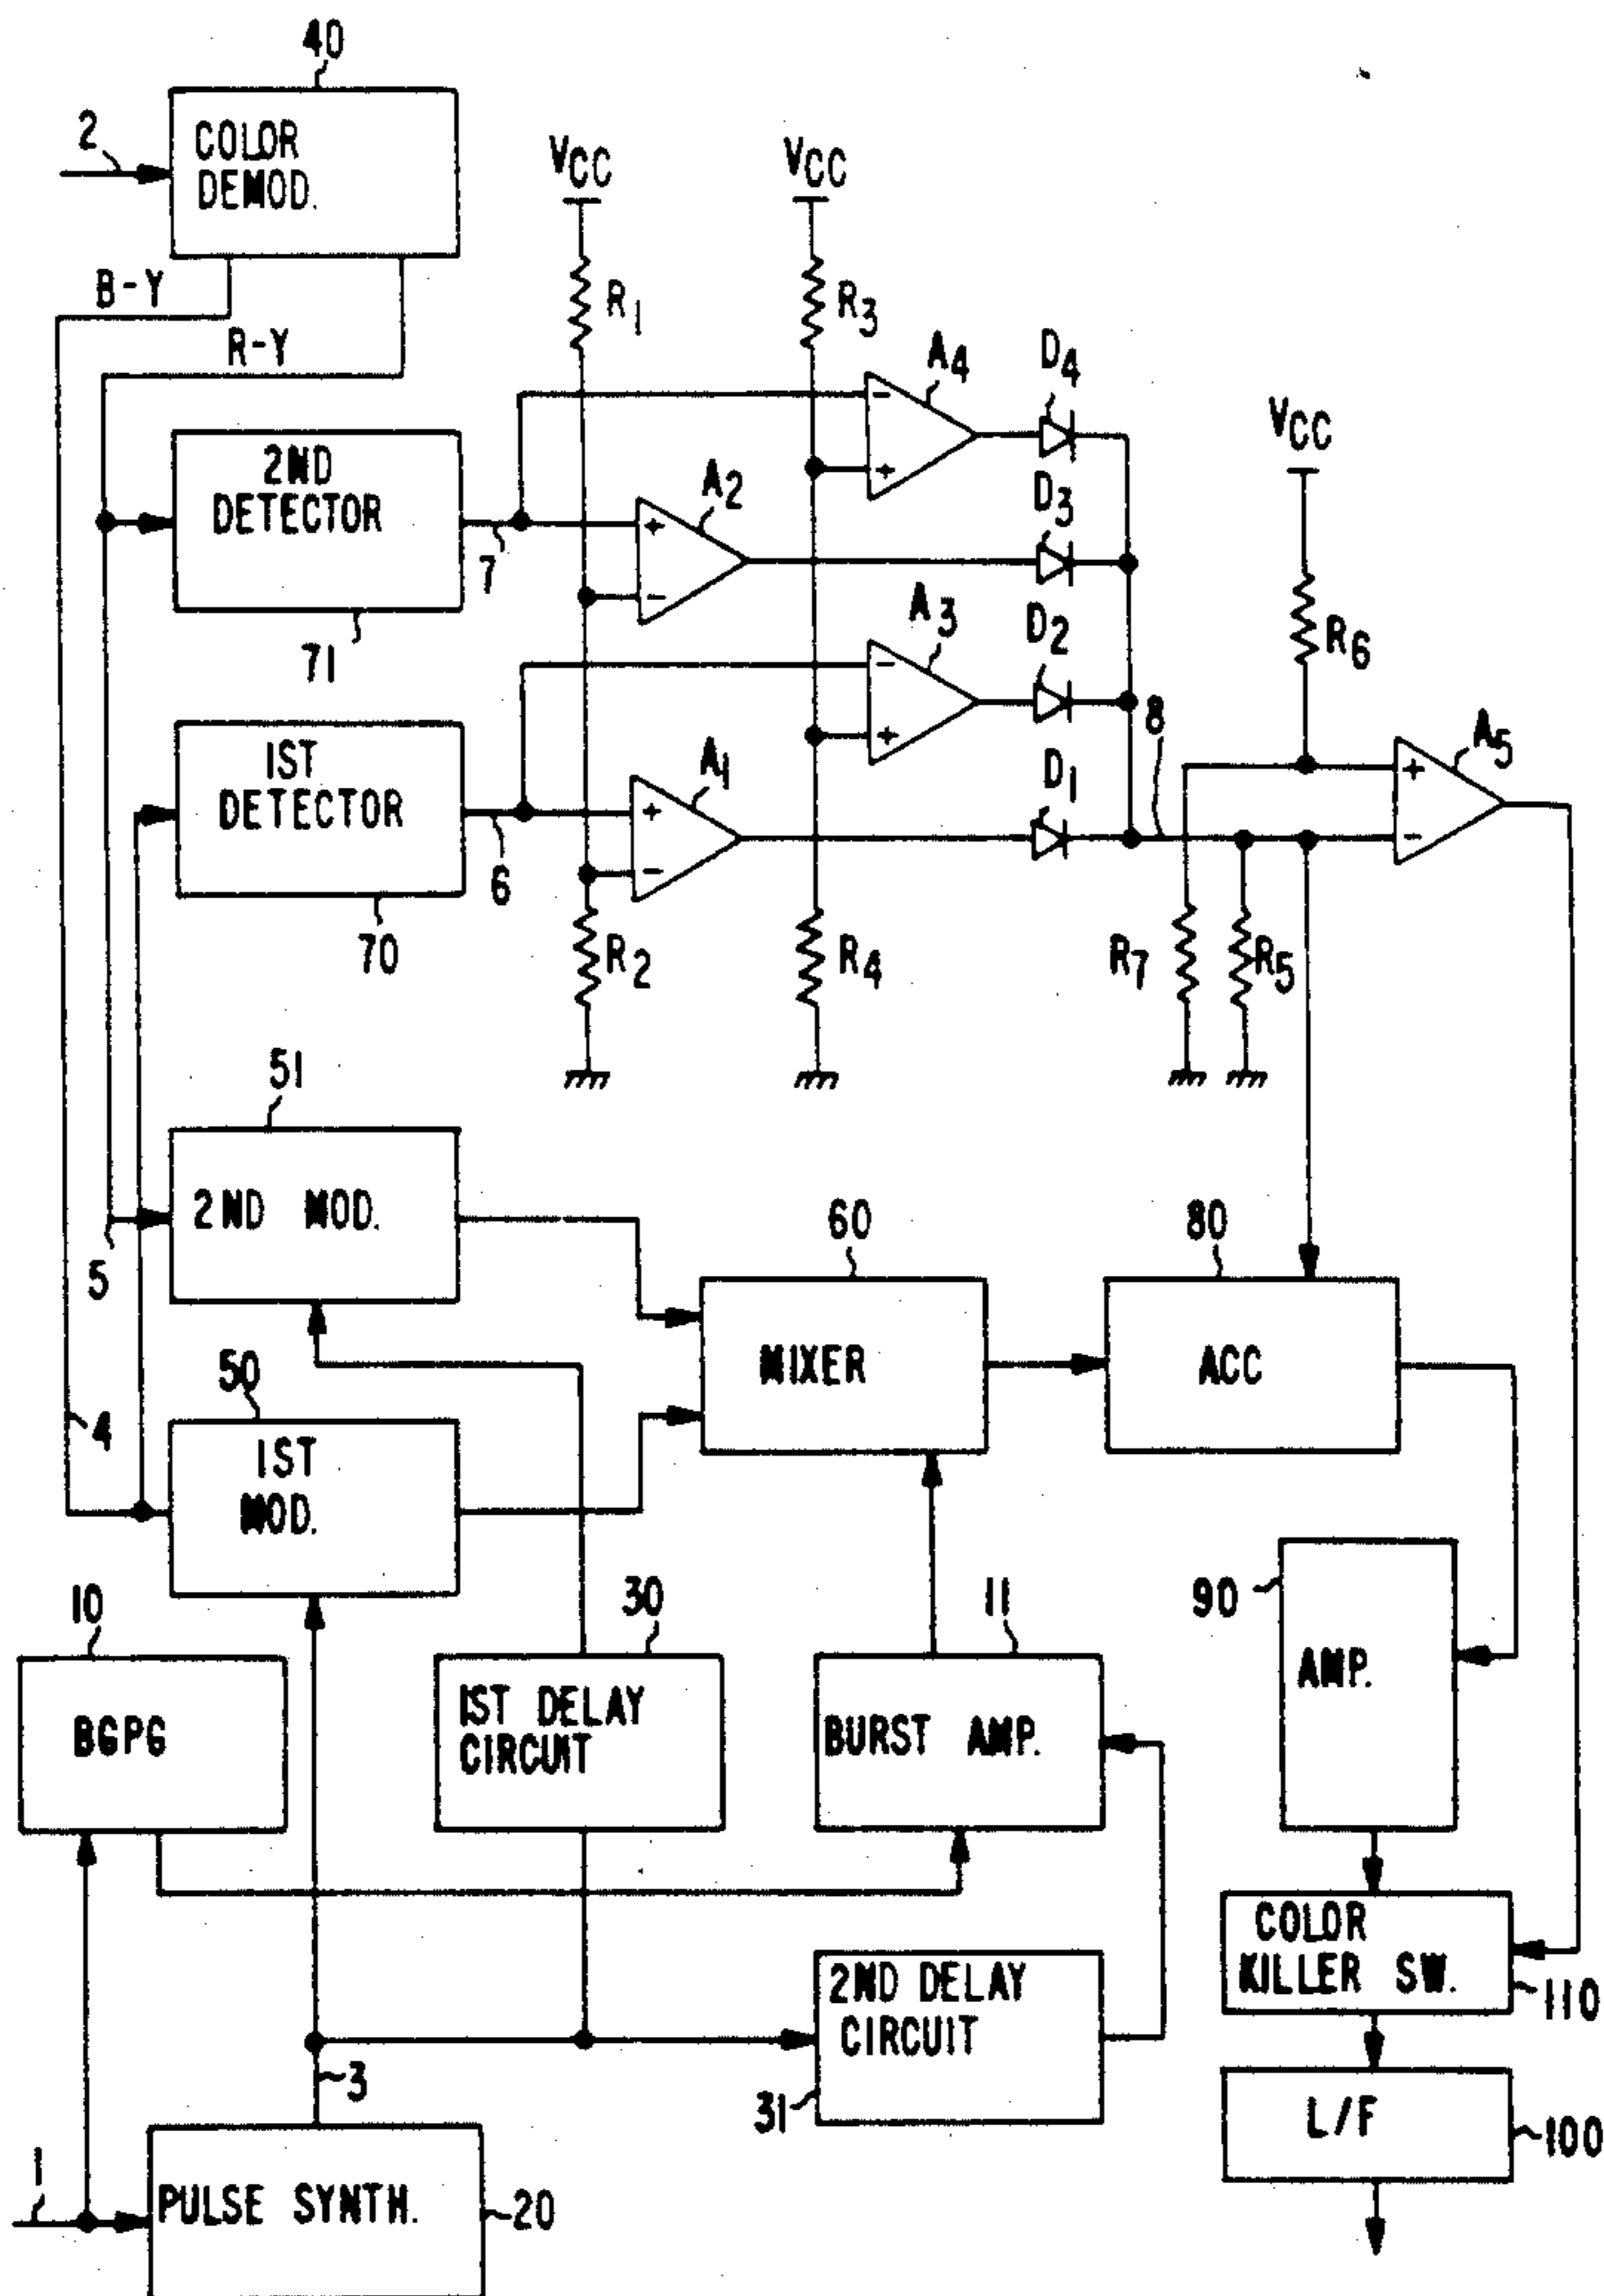 40
2
COLOR
DEMOD.
VCC
VCC
B-Y
R-Y
R1
R3
A4
D4
VCC
2ND
DETECTOR
A2
D3
7
71
A3
D2
R6
1ST
DETECTOR
A1
D1
8
A5
6
70
R2
R4
R7
R5
+
-
+
-
+
-
+
-
+
-
51
2ND MOD.
5
60
MIXER
80
ACC
50
4
1ST
MOD.
10
BGPG
30
1ST DELAY
CIRCUIT
11
BURST AMP.
90
AMP.
COLOR
KILLER SW.
110
2ND DELAY
CIRCUIT
31
3
L/F
100
1
PULSE SYNTH.
20